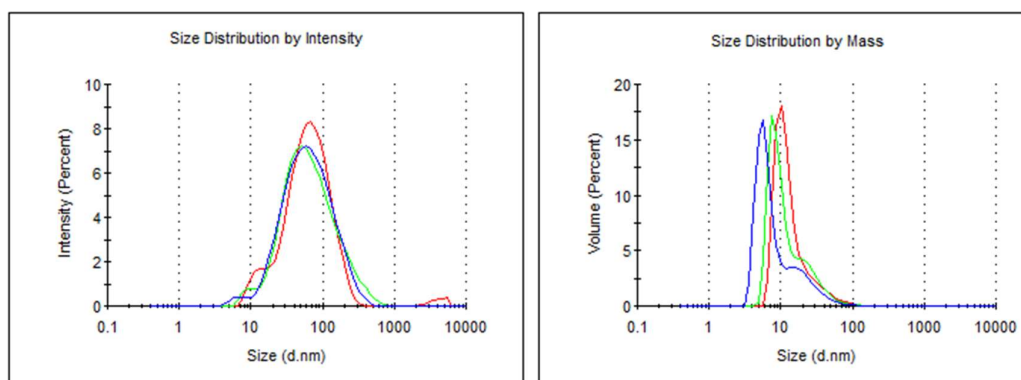 Size Distribution by Intensity
10
8
6
4
2
0
Intensity (Percent)
0.1 1 10 100 1000 10000
Size (d.nm)
Size Distribution by Mass
20
15
10
5
0
Volume (Percent)
0.1 1 10 100 1000 10000
Size (d.nm)